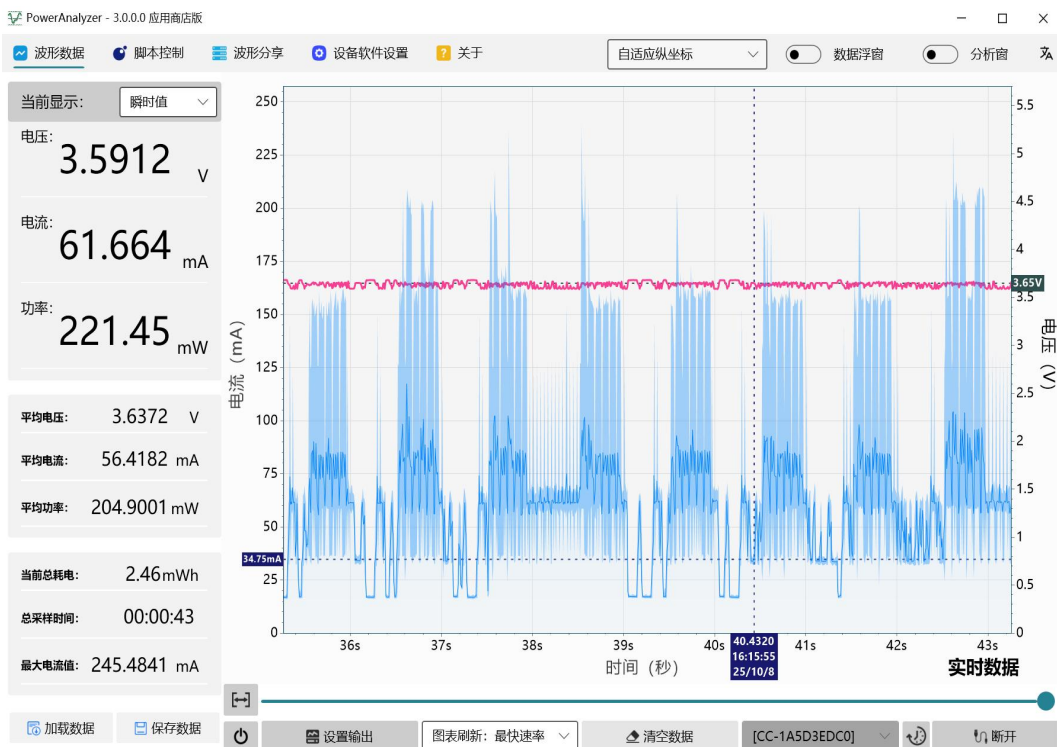 PowerAnalyzer - 3.0.0.0 应用商店版
波形数据 脚本控制 波形分享 设备软件设置 关于 自适应纵坐标 数据浮窗 分析窗
当前显示: 瞬时值
电压:
3.5912 V
电流:
61.664 mA
功率:
221.45 mW
平均电压: 3.6372 V
平均电流: 56.4182 mA
平均功率: 204.9001 mW
当前总耗电: 2.46mWh
总采样时间: 00:00:43
最大电流值: 245.4841 mA
加载数据 保存数据
电流 (mA)
250
225
200
175
150
125
100
75
50
34.75mA
25
0
5.5
5
4.5
4
3.65V
3.5
3
2.5
2
1.5
1
0.5
0
电压 (V)
36s 37s 38s 39s 40s 41s 42s 43s
40.4320
16:15:55
25/10/8
时间 (秒)
实时数据
设置输出 图表刷新: 最快速率 清空数据 [CC-1A5D3EDC0] 断开